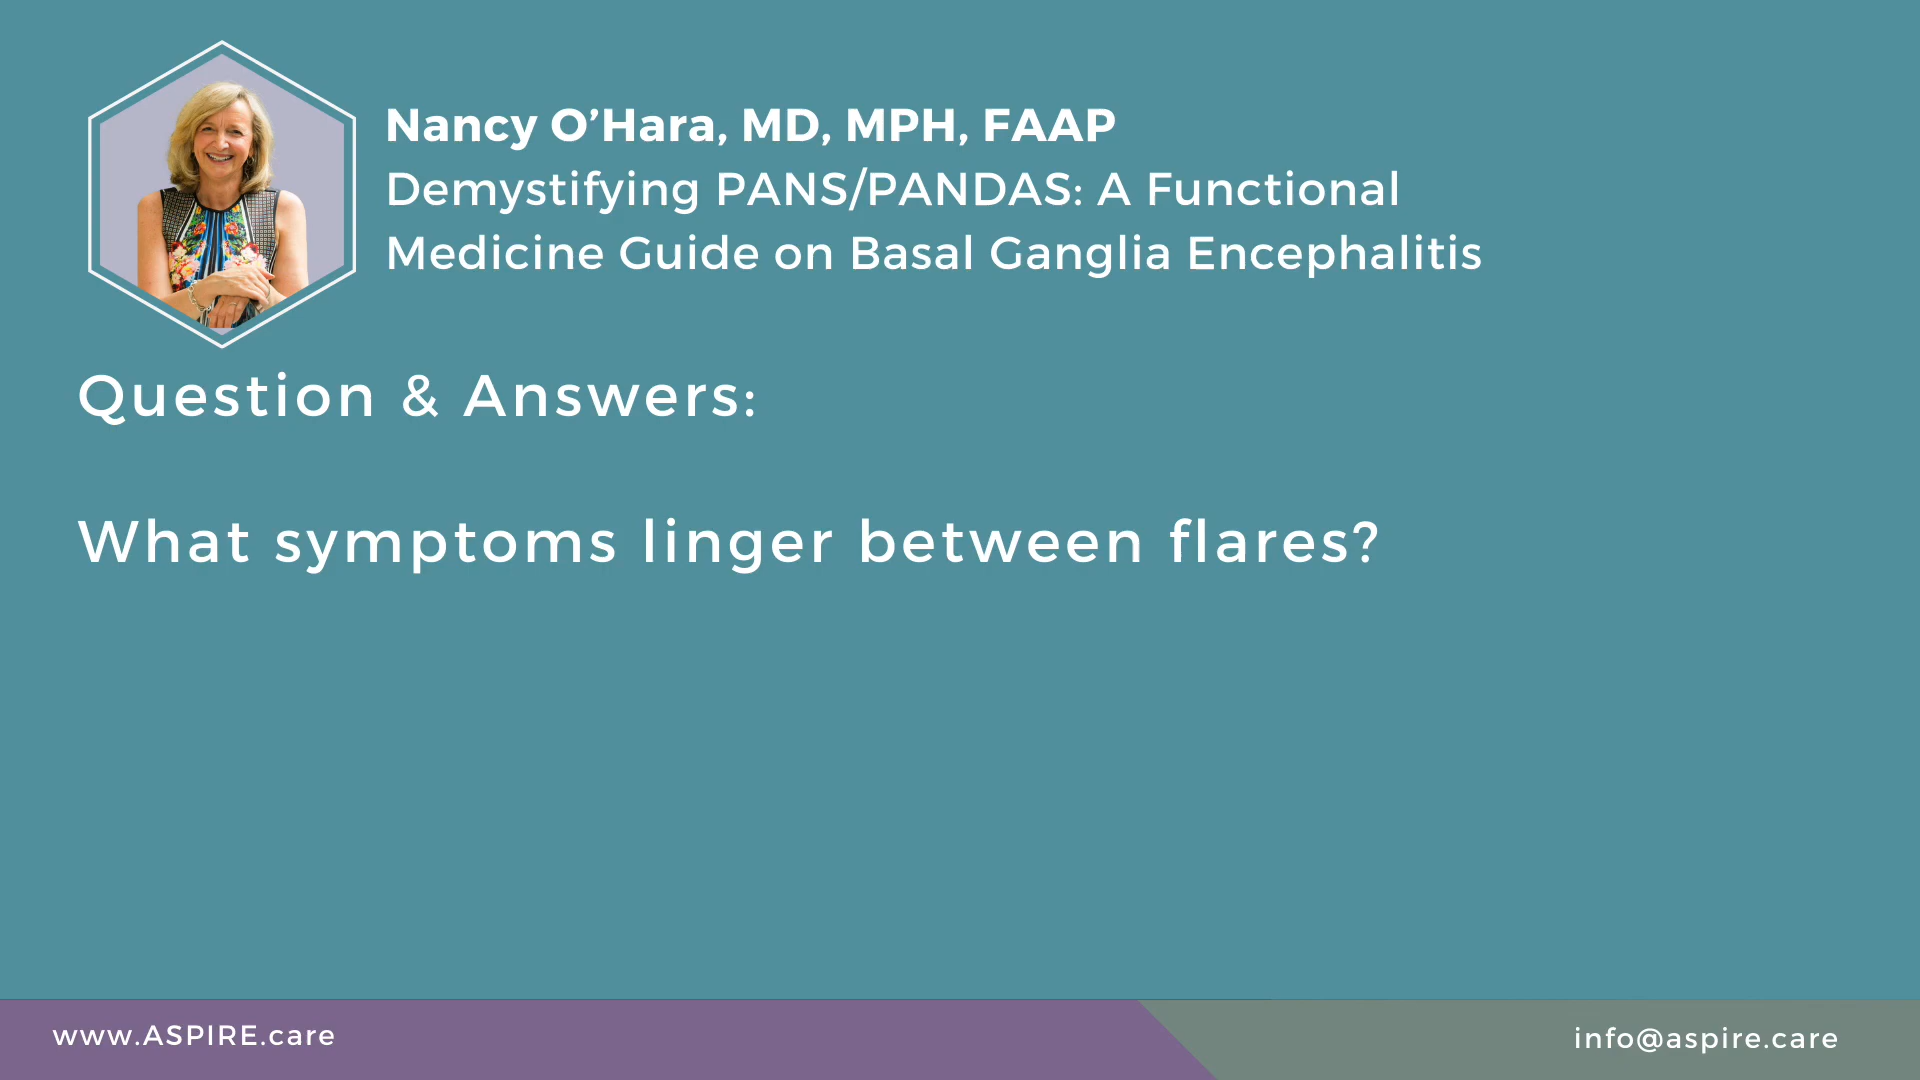 Nancy O’Hara, MD, MPH, FAAP
Demystifying PANS/PANDAS: A Functional
Medicine Guide on Basal Ganglia Encephalitis
Question & Answers:
What symptoms linger between flares?
www.ASPIRE.care
info@aspire.care